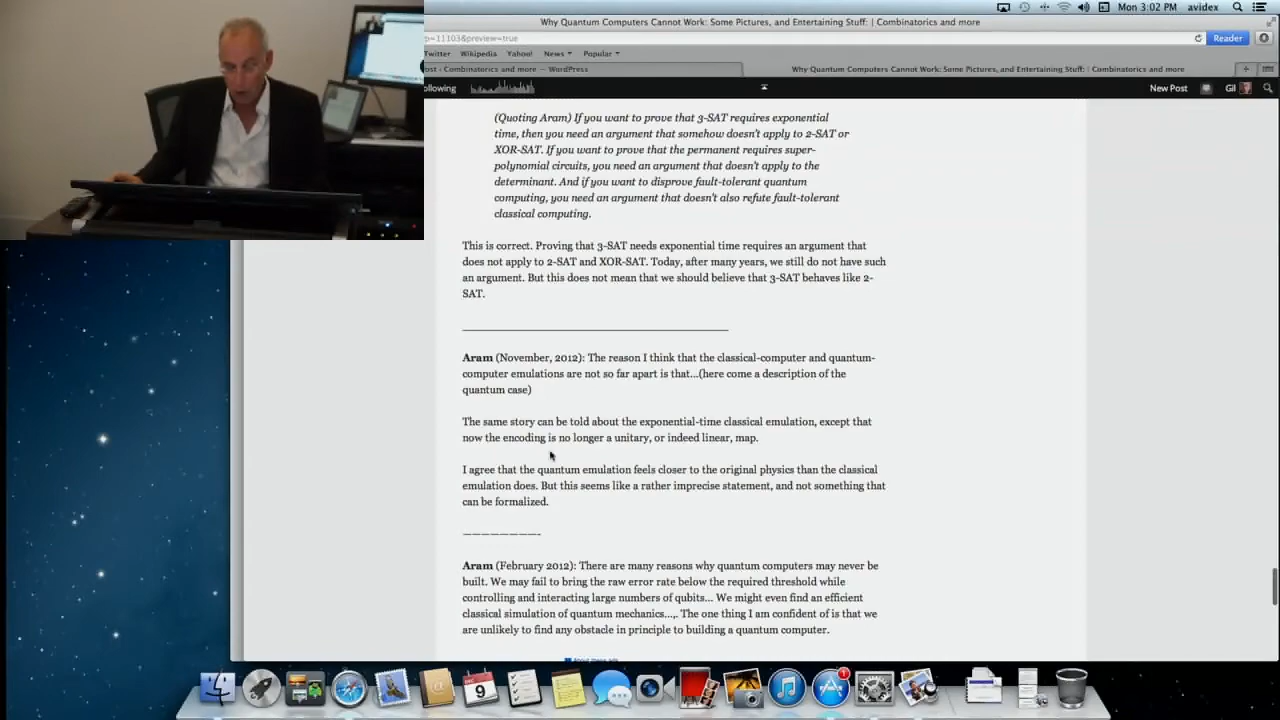 Mon 3:02 PM avidex
Why Quantum Computers Cannot Work: Some Pictures, and Entertaining Stuff: | Combinatorics and more
p=11103&preview=true
Reader
Twitter Wikipedia Yahoo! News Popular
ost ‹ Combinatorics and more — WordPress
Why Quantum Computers Cannot Work: Some Pictures, and Entertaining Stuff: | Combinatorics and more
ollowing
New Post
Gil
(Quoting Aram) If you want to prove that 3-SAT requires exponential
time, then you need an argument that somehow doesn't apply to 2-SAT or
XOR-SAT. If you want to prove that the permanent requires super-
polynomial circuits, you need an argument that doesn't apply to the
determinant. And if you want to disprove fault-tolerant quantum
computing, you need an argument that doesn't also refute fault-tolerant
classical computing.
This is correct. Proving that 3-SAT needs exponential time requires an argument that
does not apply to 2-SAT and XOR-SAT. Today, after many years, we still do not have such
an argument. But this does not mean that we should believe that 3-SAT behaves like 2-
SAT.
Aram (November, 2012): The reason I think that the classical-computer and quantum-
computer emulations are not so far apart is that...(here come a description of the
quantum case)
The same story can be told about the exponential-time classical emulation, except that
now the encoding is no longer a unitary, or indeed linear, map.
I agree that the quantum emulation feels closer to the original physics than the classical
emulation does. But this seems like a rather imprecise statement, and not something that
can be formalized.
Aram (February 2012): There are many reasons why quantum computers may never be
built. We may fail to bring the raw error rate below the required threshold while
controlling and interacting large numbers of qubits... We might even find an efficient
classical simulation of quantum mechanics...,. The one thing I am confident of is that we
are unlikely to find any obstacle in principle to building a quantum computer.
About these ads
DEC
9
1